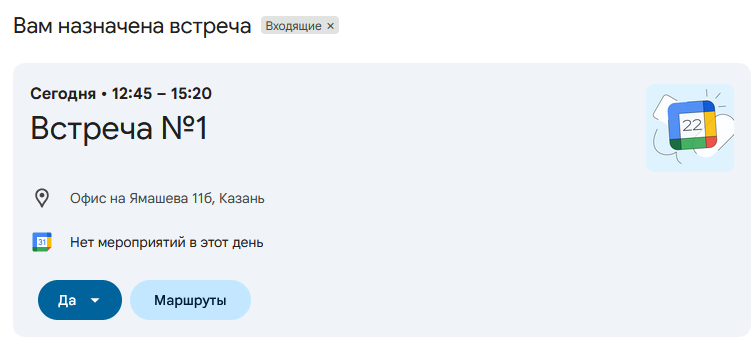 Вам назначена встреча Входящие ×
Сегодня • 12:45 – 15:20
Встреча №1
22
Офис на Ямашева 11б, Казань
31
Нет мероприятий в этот день
Да
Маршруты